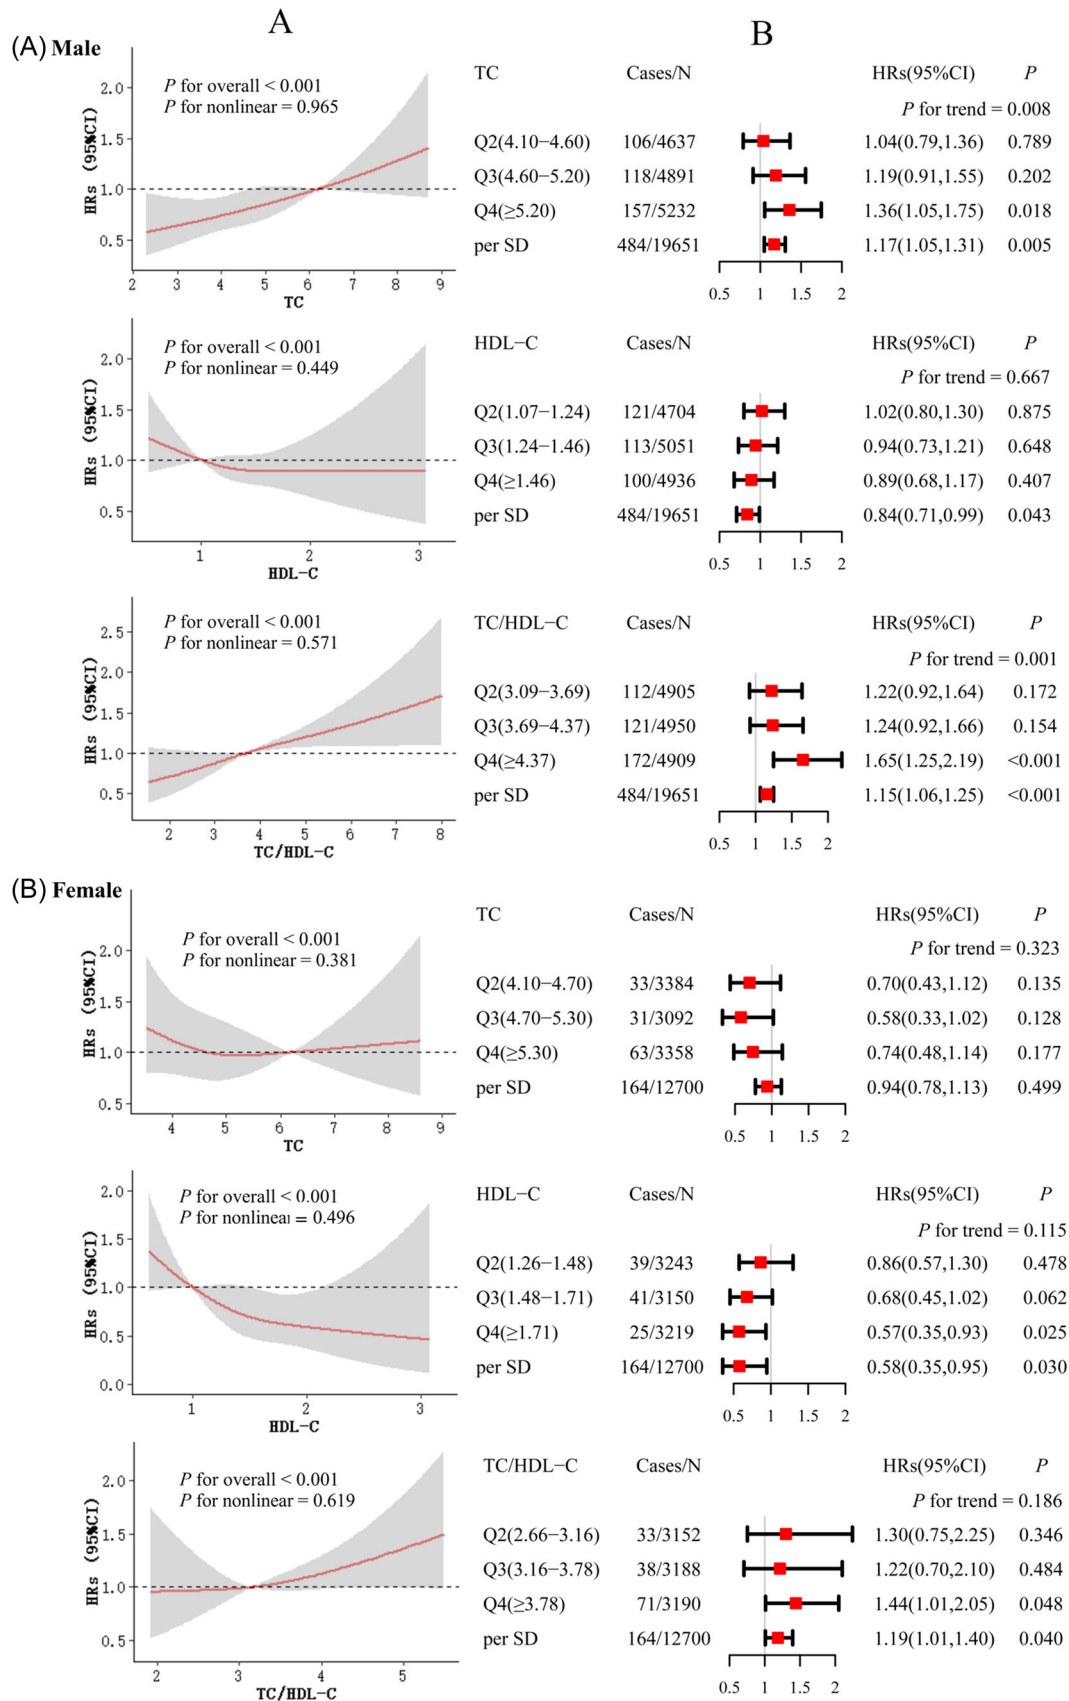 A
B
(A) Male
P for overall < 0.001
P for nonlinear = 0.965
HRs (95%CI)
2.0
1.5
1.0
0.5
2 3 4 5 6 7 8 9
TC
TC Cases/N HRs(95%CI) P
P for trend = 0.008
Q2(4.10−4.60) 106/4637 1.04(0.79,1.36) 0.789
Q3(4.60−5.20) 118/4891 1.19(0.91,1.55) 0.202
Q4(≥5.20) 157/5232 1.36(1.05,1.75) 0.018
per SD 484/19651 1.17(1.05,1.31) 0.005
0.5 1 1.5 2
P for overall < 0.001
P for nonlinear = 0.449
HRs (95%CI)
2.0
1.5
1.0
0.5
1 2 3
HDL−C
HDL−C Cases/N HRs(95%CI) P
P for trend = 0.667
Q2(1.07−1.24) 121/4704 1.02(0.80,1.30) 0.875
Q3(1.24−1.46) 113/5051 0.94(0.73,1.21) 0.648
Q4(≥1.46) 100/4936 0.89(0.68,1.17) 0.407
per SD 484/19651 0.84(0.71,0.99) 0.043
0.5 1 1.5 2
P for overall < 0.001
P for nonlinear = 0.571
HRs (95%CI)
2.5
2.0
1.5
1.0
0.5
2 3 4 5 6 7 8
TC/HDL−C
TC/HDL−C Cases/N HRs(95%CI) P
P for trend = 0.001
Q2(3.09−3.69) 112/4905 1.22(0.92,1.64) 0.172
Q3(3.69−4.37) 121/4950 1.24(0.92,1.66) 0.154
Q4(≥4.37) 172/4909 1.65(1.25,2.19) <0.001
per SD 484/19651 1.15(1.06,1.25) <0.001
0.5 1 1.5 2
(B) Female
P for overall < 0.001
P for nonlinear = 0.381
HRs (95%CI)
2.0
1.5
1.0
0.5
4 5 6 7 8 9
TC
TC Cases/N HRs(95%CI) P
P for trend = 0.323
Q2(4.10−4.70) 33/3384 0.70(0.43,1.12) 0.135
Q3(4.70−5.30) 31/3092 0.58(0.33,1.02) 0.128
Q4(≥5.30) 63/3358 0.74(0.48,1.14) 0.177
per SD 164/12700 0.94(0.78,1.13) 0.499
0.5 1 1.5 2
P for overall < 0.001
P for nonlinear = 0.496
HRs (95%CI)
2.0
1.5
1.0
0.5
0.0
1 2 3
HDL−C
HDL−C Cases/N HRs(95%CI) P
P for trend = 0.115
Q2(1.26−1.48) 39/3243 0.86(0.57,1.30) 0.478
Q3(1.48−1.71) 41/3150 0.68(0.45,1.02) 0.062
Q4(≥1.71) 25/3219 0.57(0.35,0.93) 0.025
per SD 164/12700 0.58(0.35,0.95) 0.030
0.5 1 1.5 2
P for overall < 0.001
P for nonlinear = 0.619
HRs (95%CI)
2.0
1.5
1.0
0.5
2 3 4 5
TC/HDL−C
TC/HDL−C Cases/N HRs(95%CI) P
P for trend = 0.186
Q2(2.66−3.16) 33/3152 1.30(0.75,2.25) 0.346
Q3(3.16−3.78) 38/3188 1.22(0.70,2.10) 0.484
Q4(≥3.78) 71/3190 1.44(1.01,2.05) 0.048
per SD 164/12700 1.19(1.01,1.40) 0.040
0.5 1 1.5 2